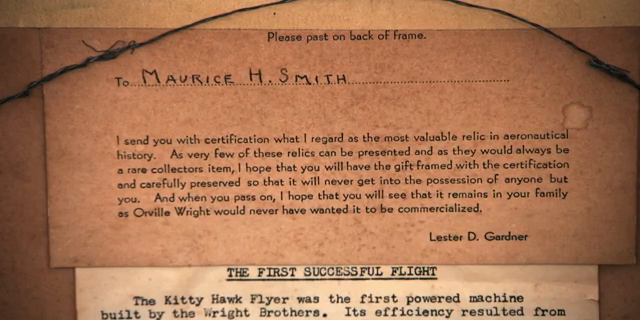 Please past on back of frame.
To MAURICE H. SMITH
I send you with certification what I regard as the most valuable relic in aeronautical
history. As very few of these relics can be presented and as they would always be
a rare collectors item, I hope that you will have the gift framed with the certification
and carefully preserved so that it will never get into the possession of anyone but
you. And when you pass on, I hope that you will see that it remains in your family
as Orville Wright would never have wanted it to be commercialized.
Lester D. Gardner
THE FIRST SUCCESSFUL FLIGHT
The Kitty Hawk Flyer was the first powered machine
built by the Wright Brothers. Its efficiency resulted from